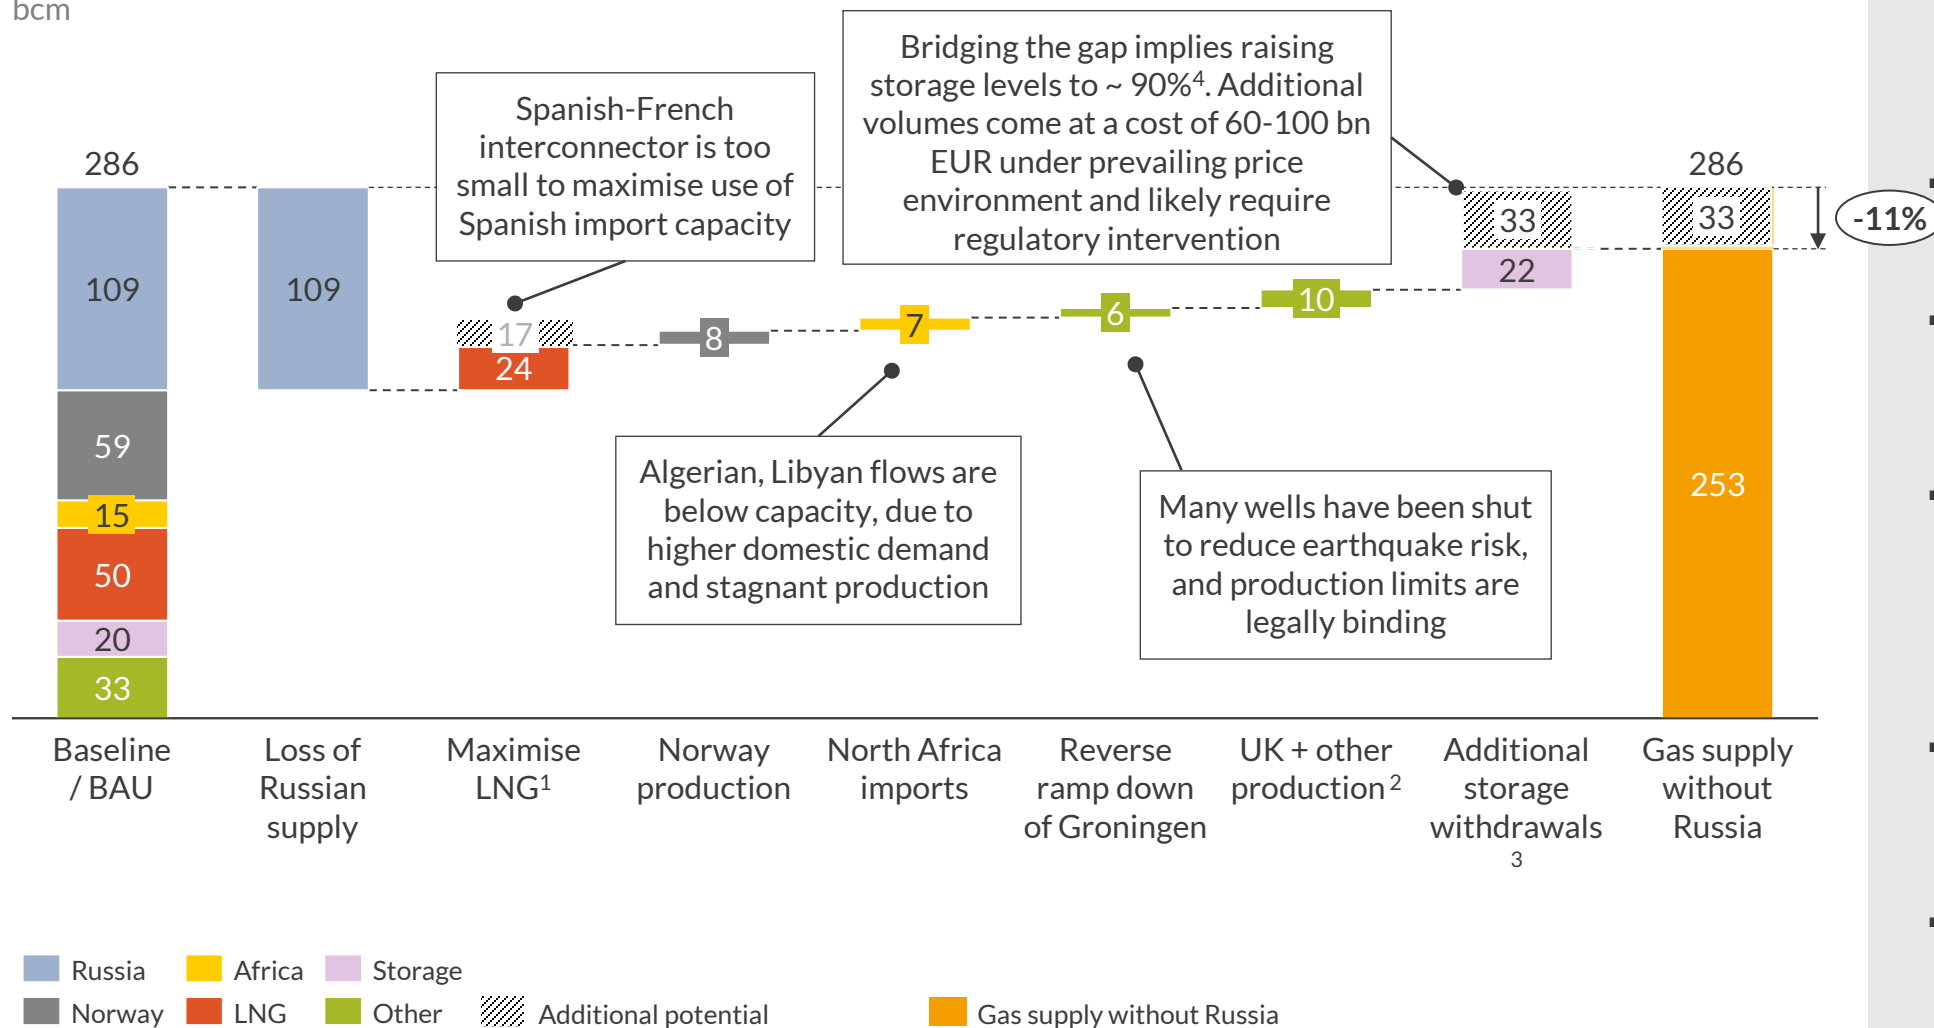 bcm
Spanish-French
interconnector is too
small to maximise use of
Spanish import capacity
Bridging the gap implies raising
storage levels to ~ 90%⁴. Additional
volumes come at a cost of 60-100 bn
EUR under prevailing price
environment and likely require
regulatory intervention
286
109
59
15
50
20
33
109
17
24
8
7
6
10
33
22
286
33
253
-11%
Algerian, Libyan flows are
below capacity, due to
higher domestic demand
and stagnant production
Many wells have been shut
to reduce earthquake risk,
and production limits are
legally binding
Baseline
/ BAU
Loss of
Russian
supply
Maximise
LNG¹
Norway
production
North Africa
imports
Reverse
ramp down
of Groningen
UK + other
production ²
Additional
storage
withdrawals
3
Gas supply
without
Russia
Russia
Africa
Storage
Norway
LNG
Other
Additional potential
Gas supply without Russia